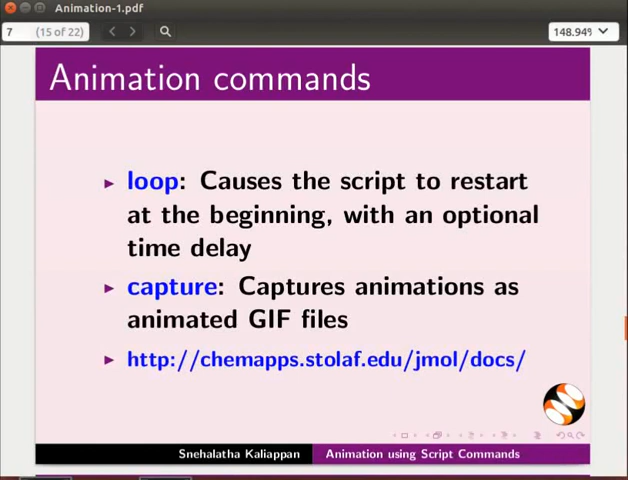 Animation-1.pdf
7 (15 of 22) 148.94%
Animation commands
loop: Causes the script to restart
at the beginning, with an optional
time delay
capture: Captures animations as
animated GIF files
http://chemapps.stolaf.edu/jmol/docs/
Snehalatha Kaliappan Animation using Script Commands